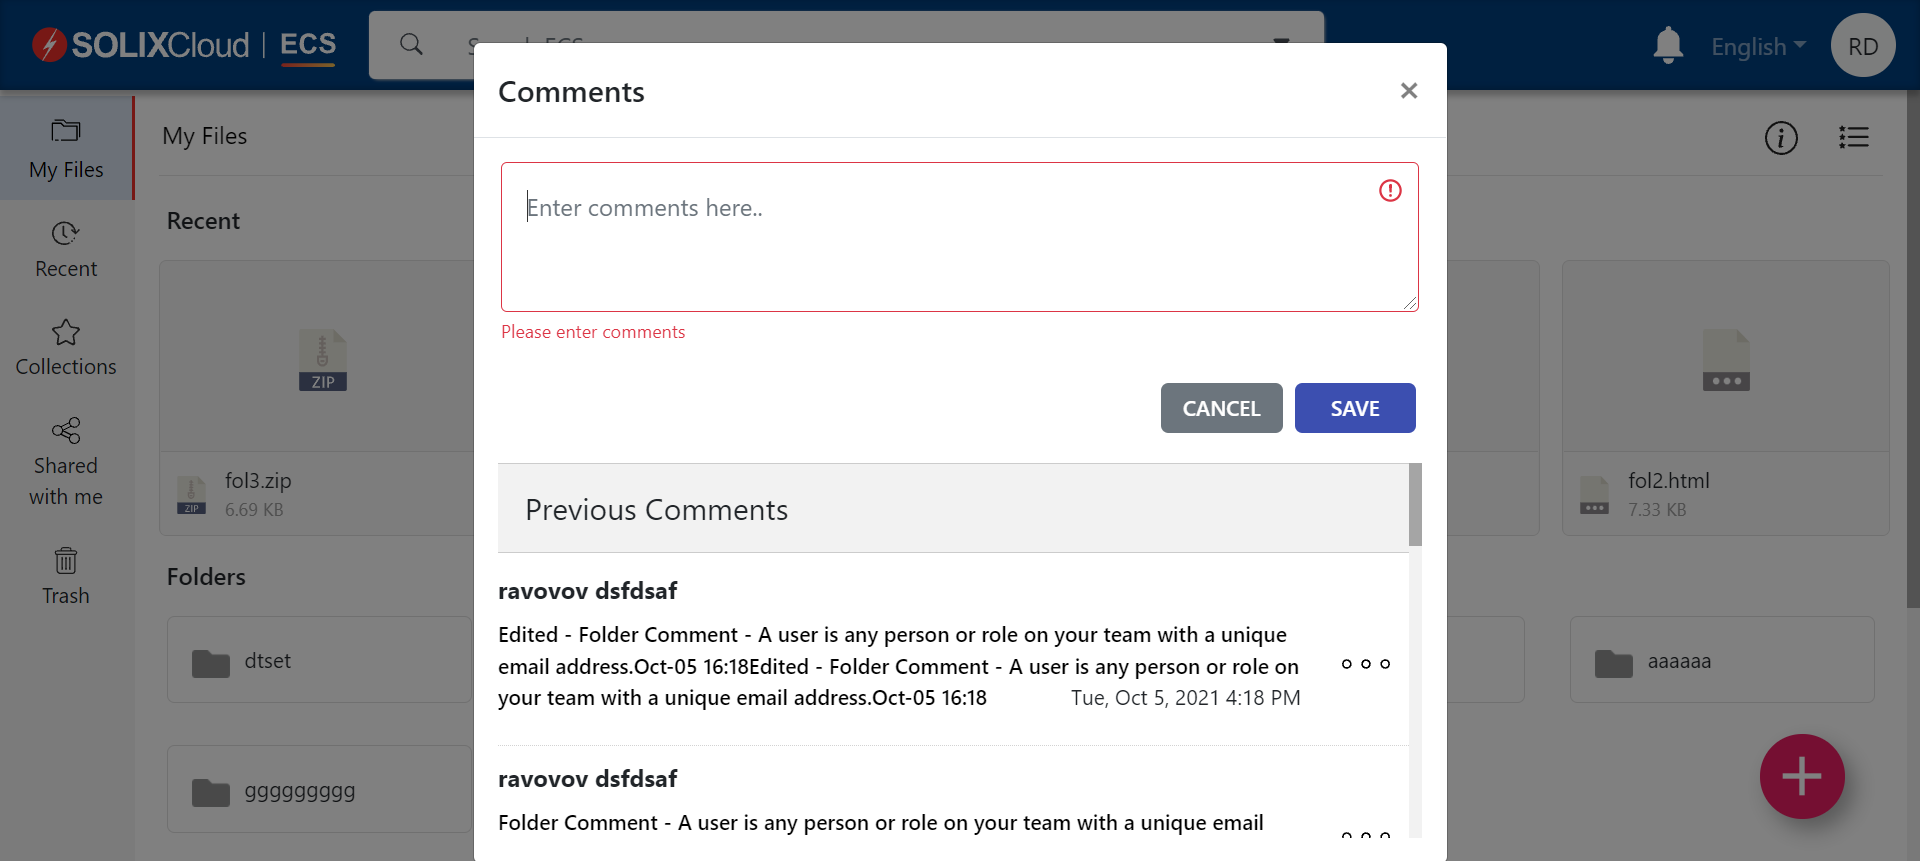 SOLIXCloud | ECS
English
RD
Comments
My Files
My Files
Enter comments here..
Recent
Recent
Please enter comments
Collections
ZIP
CANCEL
SAVE
Shared
with me
fol3.zip
ZIP
6.69 KB
fol2.html
7.33 KB
Previous Comments
Folders
Trash
ravovov dsfdsaf
Edited - Folder Comment - A user is any person or role on your team with a unique
email address.Oct-05 16:18Edited - Folder Comment - A user is any person or role on
your team with a unique email address.Oct-05 16:18
Tue, Oct 5, 2021 4:18 PM
dtset
aaaaaa
ravovov dsfdsaf
ggggggggg
Folder Comment - A user is any person or role on your team with a unique email